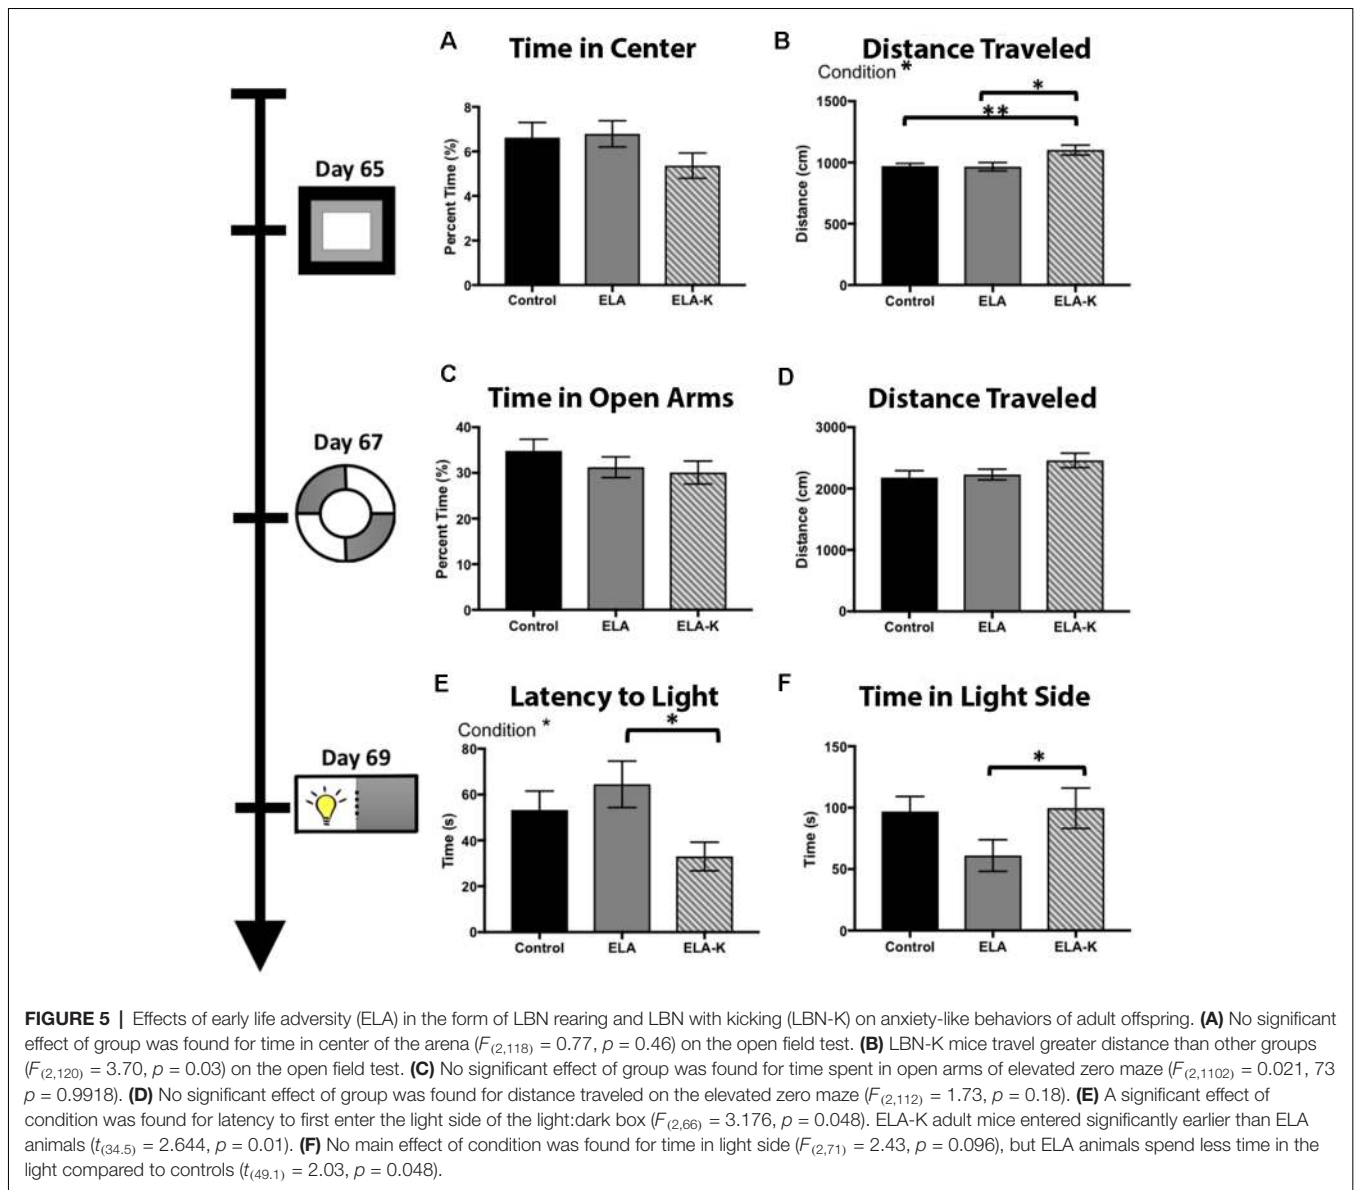 A
Time in Center
8
6
4
2
0
Percent Time (%)
Control
ELA
ELA-K
B
Distance Traveled
Condition *
*
**
1500
1000
500
0
Distance (cm)
Control
ELA
ELA-K
Day 65
C
Time in Open Arms
40
30
20
10
0
Percent Time (%)
Control
ELA
ELA-K
D
Distance Traveled
3000
2000
1000
0
Distance (cm)
Control
ELA
ELA-K
Day 67
E
Latency to Light
Condition *
*
80
60
40
20
0
Time (s)
Control
ELA
ELA-K
F
Time in Light Side
*
150
100
50
0
Time (s)
Control
ELA
ELA-K
Day 69
FIGURE 5 | Effects of early life adversity (ELA) in the form of LBN rearing and LBN with kicking (LBN-K) on anxiety-like behaviors of adult offspring. (A) No significant
effect of group was found for time in center of the arena (F(2,118) = 0.77, p = 0.46) on the open field test. (B) LBN-K mice travel greater distance than other groups
(F(2,120) = 3.70, p = 0.03) on the open field test. (C) No significant effect of group was found for time spent in open arms of elevated zero maze (F(2,1102) = 0.021, 73
p = 0.9918). (D) No significant effect of group was found for distance traveled on the elevated zero maze (F(2,112) = 1.73, p = 0.18). (E) A significant effect of
condition was found for latency to first enter the light side of the light:dark box (F(2,66) = 3.176, p = 0.048). ELA-K adult mice entered significantly earlier than ELA
animals (t(34.5) = 2.644, p = 0.01). (F) No main effect of condition was found for time in light side (F(2,71) = 2.43, p = 0.096), but ELA animals spend less time in the
light compared to controls (t(49.1) = 2.03, p = 0.048).